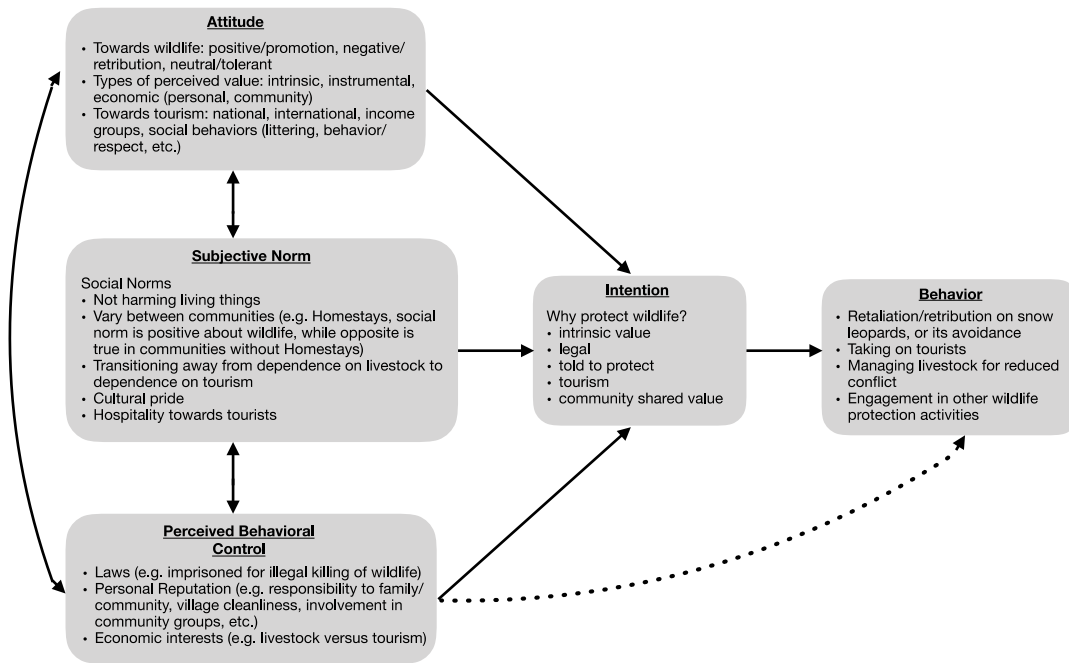 Attitude
• Towards wildlife: positive/promotion, negative/
retribution, neutral/tolerant
• Types of perceived value: intrinsic, instrumental,
economic (personal, community)
• Towards tourism: national, international, income
groups, social behaviors (littering, behavior/
respect, etc.)
Subjective Norm
Social Norms
• Not harming living things
• Vary between communities (e.g. Homestays, social
norm is positive about wildlife, while opposite is
true in communities without Homestays)
• Transitioning away from dependence on livestock to
dependence on tourism
• Cultural pride
• Hospitality towards tourists
Perceived Behavioral
Control
• Laws (e.g. imprisoned for illegal killing of wildlife)
• Personal Reputation (e.g. responsibility to family/
community, village cleanliness, involvement in
community groups, etc.)
• Economic interests (e.g. livestock versus tourism)
Intention
Why protect wildlife?
• intrinsic value
• legal
• told to protect
• tourism
• community shared value
Behavior
• Retaliation/retribution on snow
leopards, or its avoidance
• Taking on tourists
• Managing livestock for reduced
conflict
• Engagement in other wildlife
protection activities